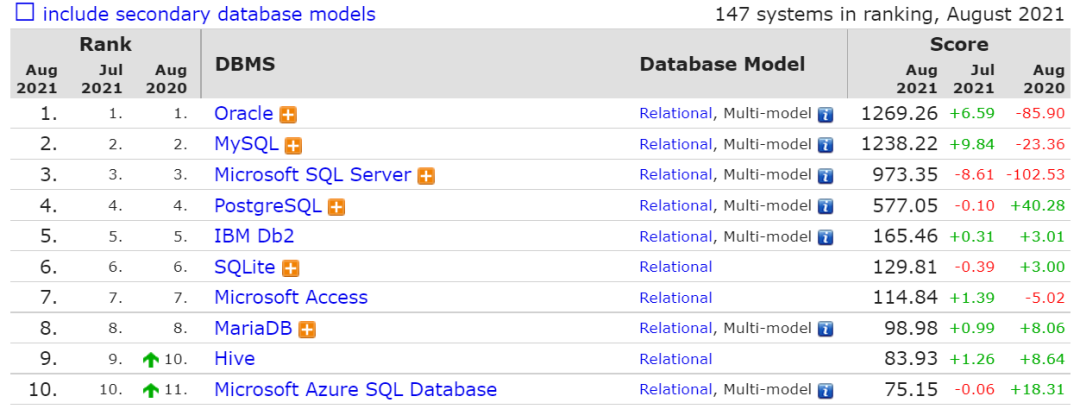 include secondary database models 147 systems in ranking, August 2021
Rank DBMS Database Model Score
Aug 2021 Jul 2021 Aug 2020 Aug 2021 Jul 2021 Aug 2020
1. 1. 1. Oracle Relational, Multi-model 1269.26 +6.59 -85.90
2. 2. 2. MySQL Relational, Multi-model 1238.22 +9.84 -23.36
3. 3. 3. Microsoft SQL Server Relational, Multi-model 973.35 -8.61 -102.53
4. 4. 4. PostgreSQL Relational, Multi-model 577.05 -0.10 +40.28
5. 5. 5. IBM Db2 Relational, Multi-model 165.46 +0.31 +3.01
6. 6. 6. SQLite Relational 129.81 -0.39 +3.00
7. 7. 7. Microsoft Access Relational 114.84 +1.39 -5.02
8. 8. 8. MariaDB Relational, Multi-model 98.98 +0.99 +8.06
9. 9. 10. Hive Relational 83.93 +1.26 +8.64
10. 10. 11. Microsoft Azure SQL Database Relational, Multi-model 75.15 -0.06 +18.31